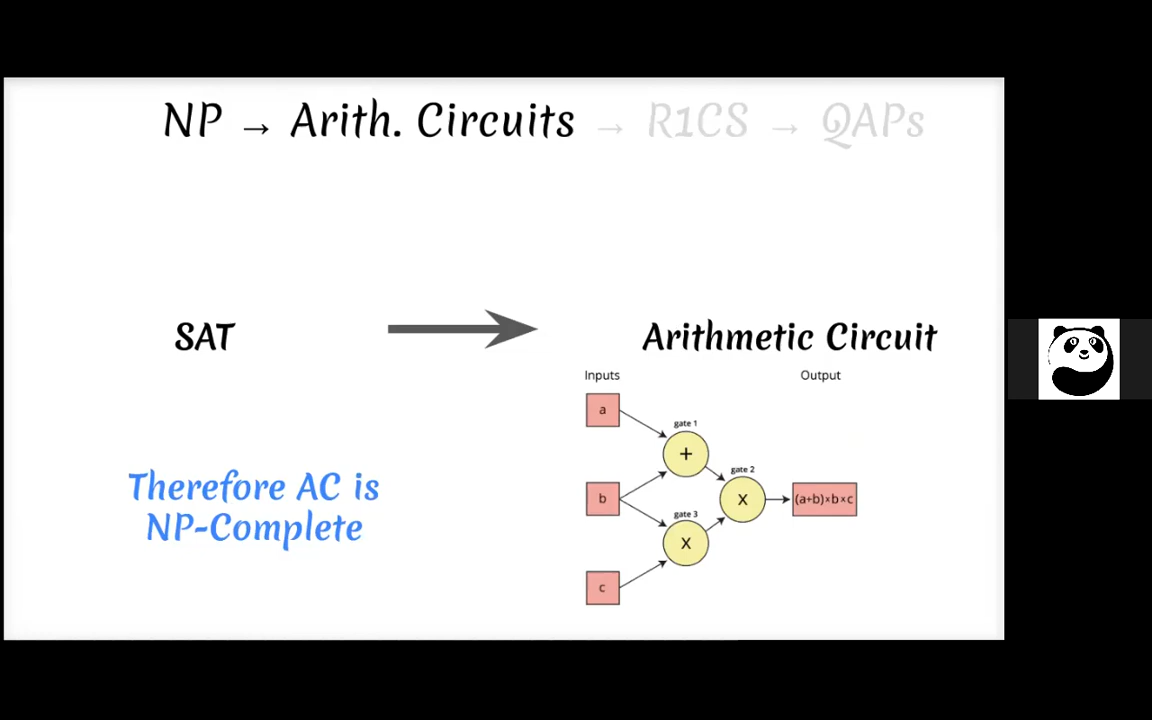 NP → Arith. Circuits → R1CS → QAPs
SAT
Arithmetic Circuit
Inputs
Output
a
gate 1
+
gate 2
b
x
(a+b)×b×c
gate 3
x
c
Therefore AC is
NP-Complete